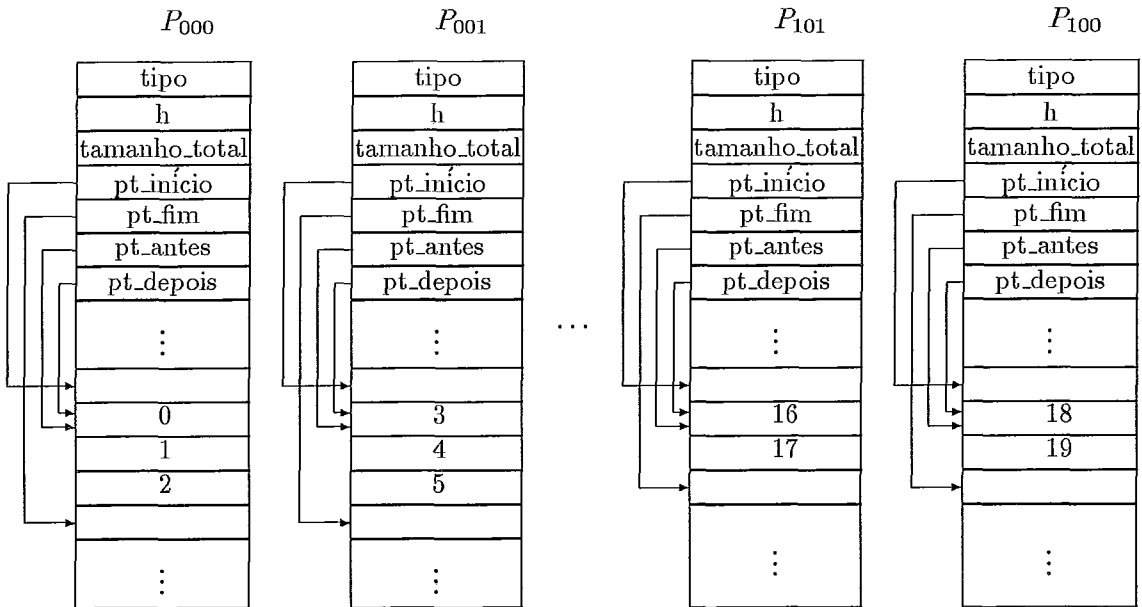 P000 P001 P101 P100
tipo tipo tipo tipo
h h h h
tamanho_total tamanho_total tamanho_total tamanho_total
pt_início pt_início pt_início pt_início
pt_fim pt_fim pt_fim pt_fim
pt_antes pt_antes pt_antes pt_antes
pt_depois pt_depois pt_depois pt_depois
⋮ ⋮ ... ⋮ ⋮
0 3 16 18
1 4 17 19
2 5
⋮ ⋮ ⋮ ⋮